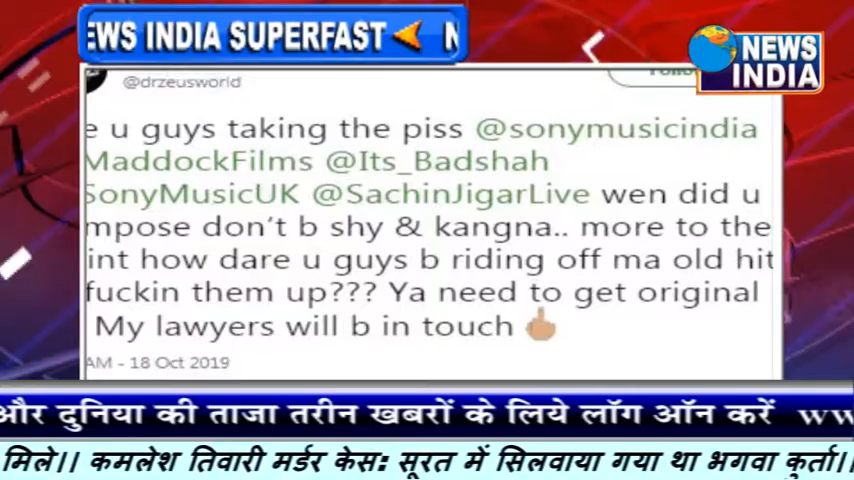 EWS INDIA SUPERFAST
NEWS
INDIA
@drzeusworld
e u guys taking the piss @sonymusicindia
MaddockFilms @Its_Badshah
SonyMusicUK @SachinJigarLive wen did u
mpose don't b shy & kangna.. more to the
int how dare u guys b riding off ma old hit
fuckin them up??? Ya need to get original
My lawyers will b in touch 🖕🏽
AM - 18 Oct 2019
और दुनिया की ताजा तरीन खबरों के लिये लॉग ऑन करें ww
मिले।। कमलेश तिवारी मर्डर केस: सूरत में सिलवाया गया था भगवा कुर्ता।।